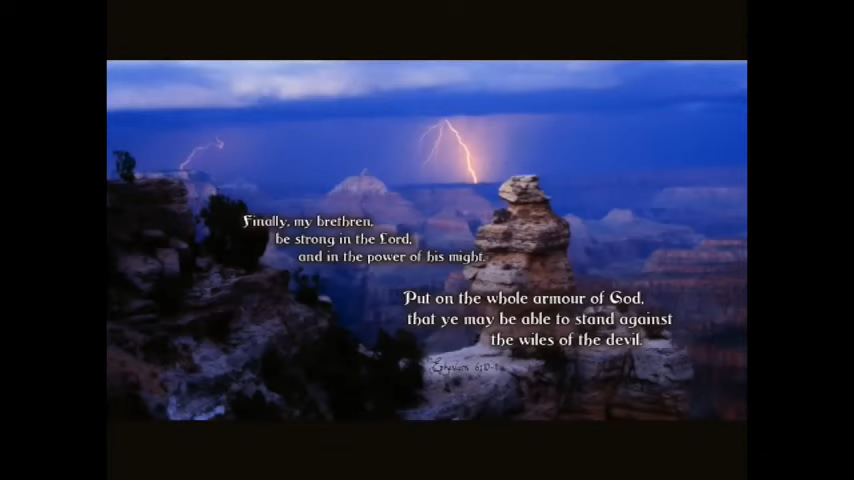 Finally, my brethren,
be strong in the Lord,
and in the power of his might.
Put on the whole armour of God,
that ye may be able to stand against
the wiles of the devil.